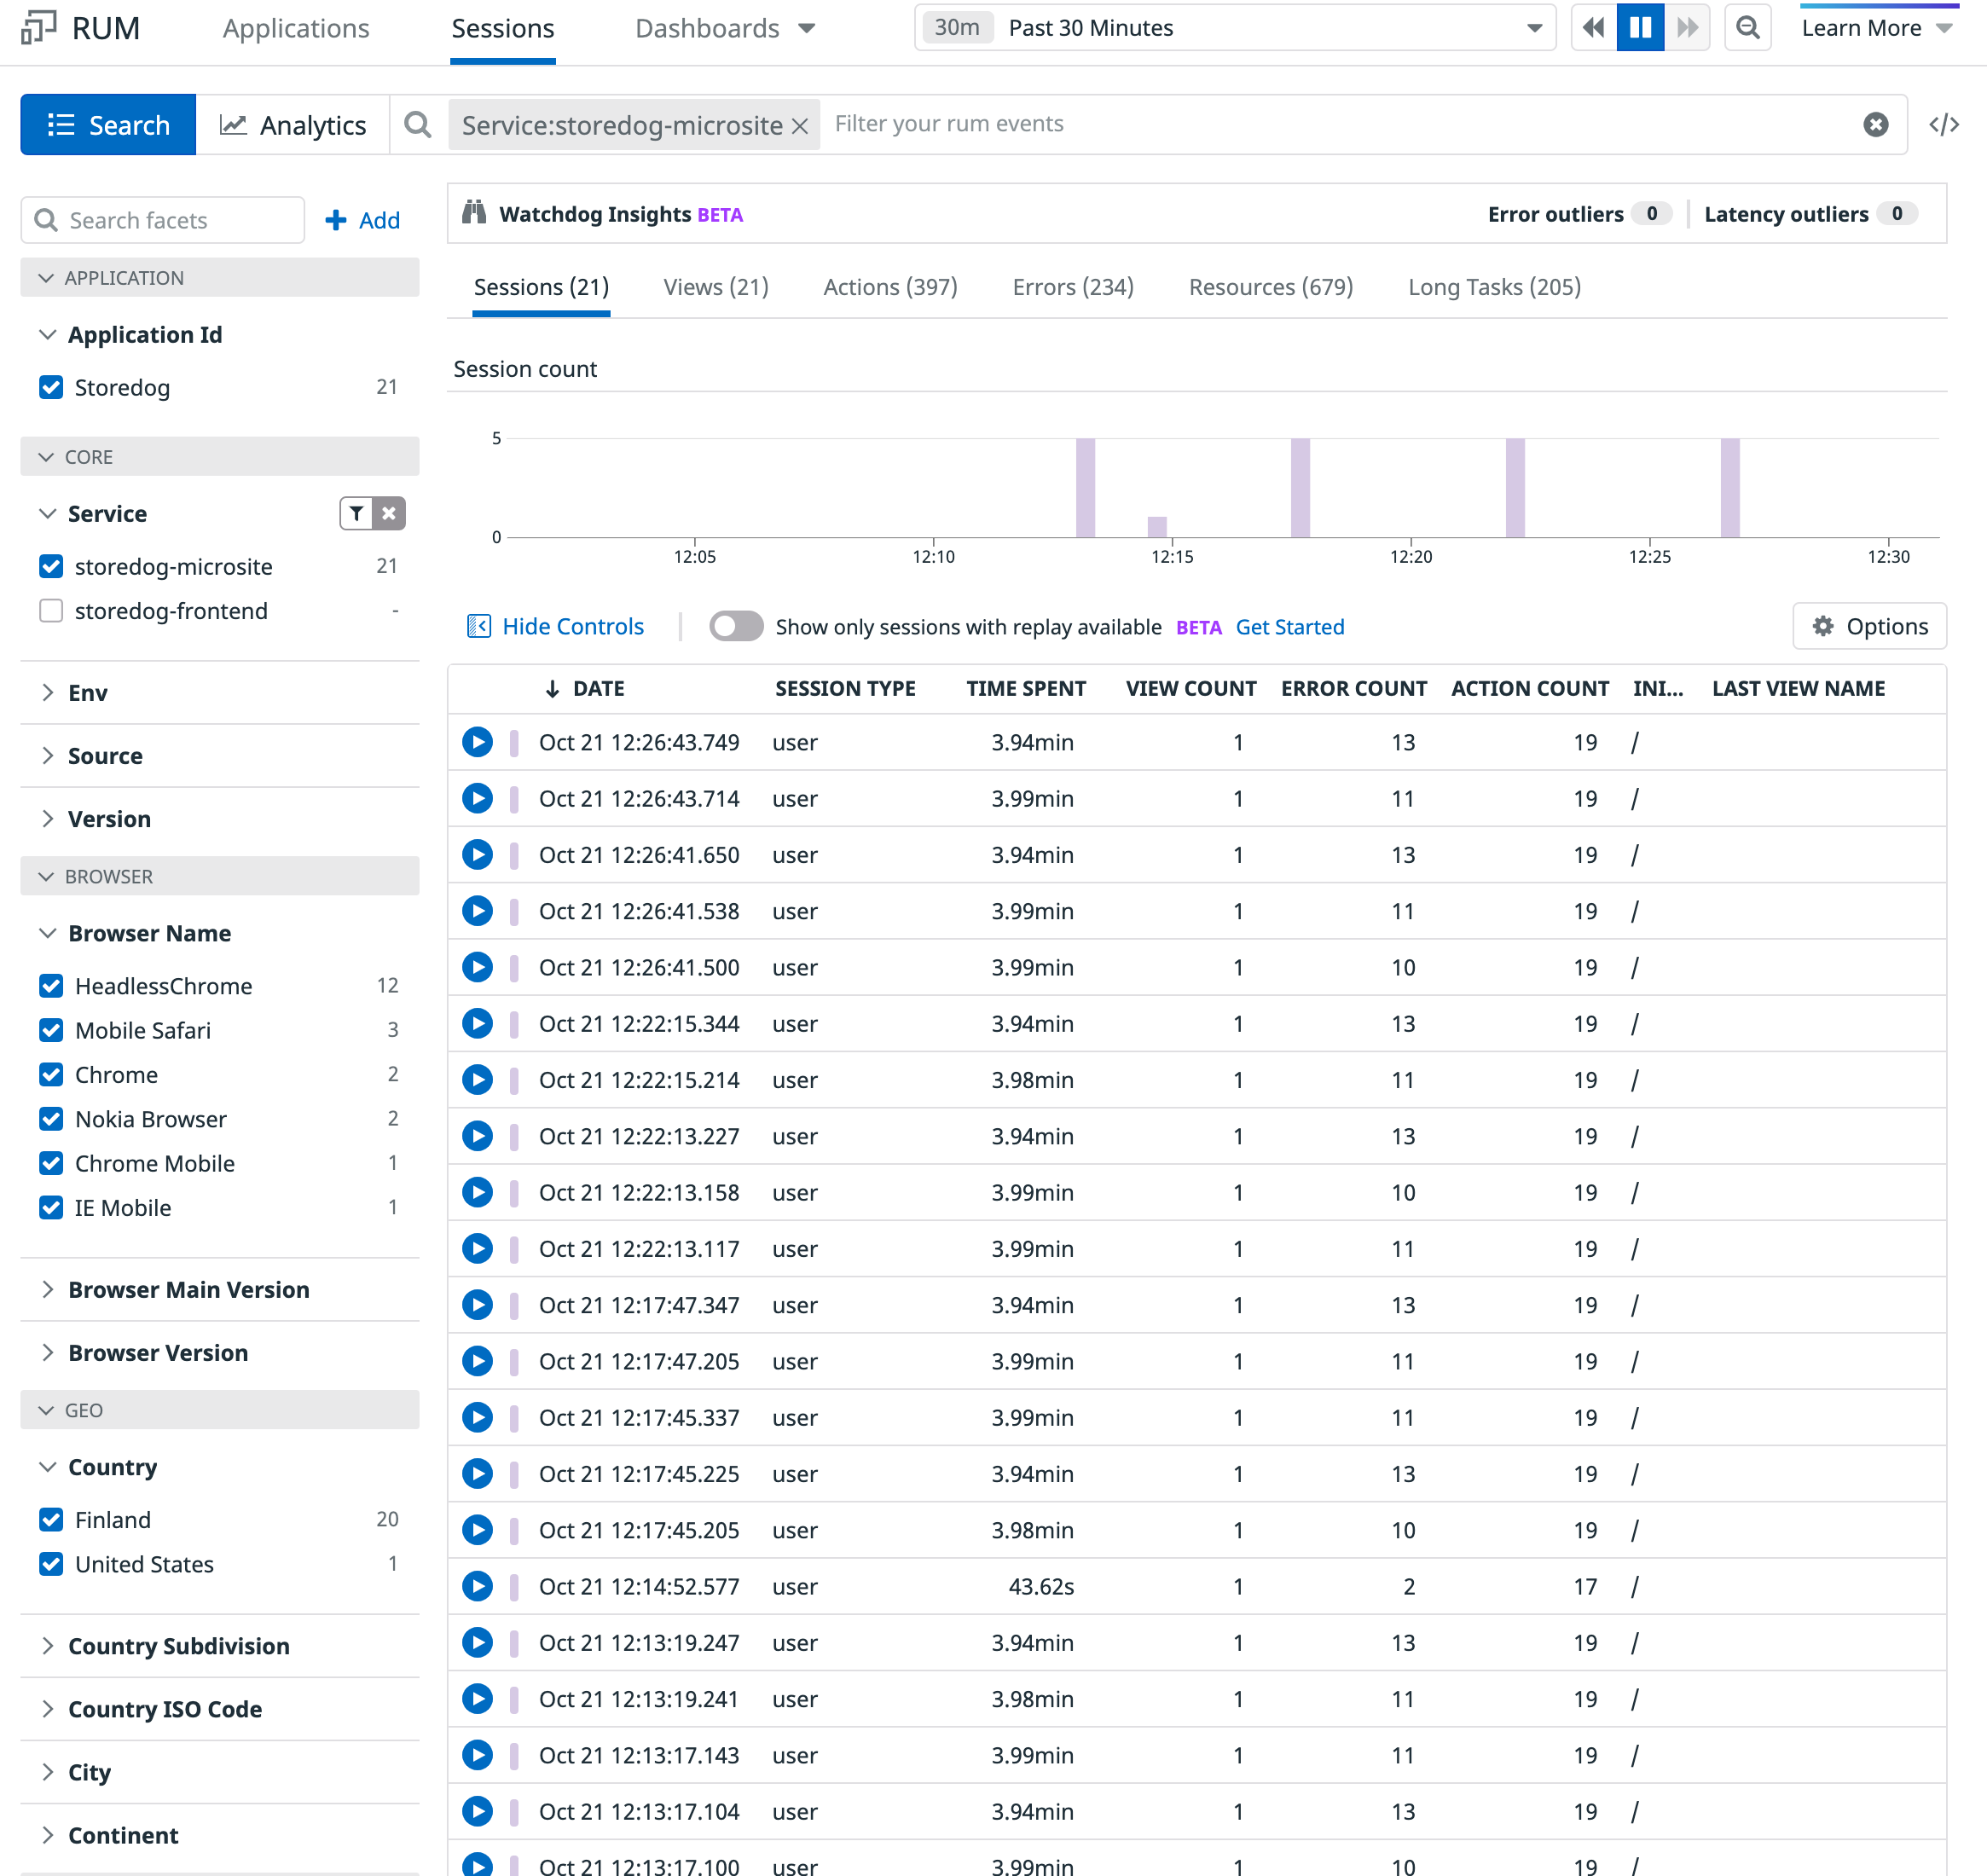 RUM Applications Sessions Dashboards 30m Past 30 Minutes Learn More
Search Analytics Service:storedog-microsite Filter your rum events </>
Search facets Add
APPLICATION
Application Id
Storedog 21
CORE
Service
storedog-microsite 21
storedog-frontend -
Env
Source
Version
BROWSER
Browser Name
HeadlessChrome 12
Mobile Safari 3
Chrome 2
Nokia Browser 2
Chrome Mobile 1
IE Mobile 1
Browser Main Version
Browser Version
GEO
Country
Finland 20
United States 1
Country Subdivision
Country ISO Code
City
Continent
Watchdog Insights BETA Error outliers 0 Latency outliers 0
Sessions (21) Views (21) Actions (397) Errors (234) Resources (679) Long Tasks (205)
Session count
5
0
12:05 12:10 12:15 12:20 12:25 12:30
Hide Controls Show only sessions with replay available BETA Get Started Options
DATE SESSION TYPE TIME SPENT VIEW COUNT ERROR COUNT ACTION COUNT INI... LAST VIEW NAME
Oct 21 12:26:43.749 user 3.94min 1 13 19 /
Oct 21 12:26:43.714 user 3.99min 1 11 19 /
Oct 21 12:26:41.650 user 3.94min 1 13 19 /
Oct 21 12:26:41.538 user 3.99min 1 11 19 /
Oct 21 12:26:41.500 user 3.99min 1 10 19 /
Oct 21 12:22:15.344 user 3.94min 1 13 19 /
Oct 21 12:22:15.214 user 3.98min 1 11 19 /
Oct 21 12:22:13.227 user 3.94min 1 13 19 /
Oct 21 12:22:13.158 user 3.99min 1 10 19 /
Oct 21 12:22:13.117 user 3.99min 1 11 19 /
Oct 21 12:17:47.347 user 3.94min 1 13 19 /
Oct 21 12:17:47.205 user 3.99min 1 11 19 /
Oct 21 12:17:45.337 user 3.99min 1 11 19 /
Oct 21 12:17:45.225 user 3.94min 1 13 19 /
Oct 21 12:17:45.205 user 3.98min 1 10 19 /
Oct 21 12:14:52.577 user 43.62s 1 2 17 /
Oct 21 12:13:19.247 user 3.94min 1 13 19 /
Oct 21 12:13:19.241 user 3.98min 1 11 19 /
Oct 21 12:13:17.143 user 3.99min 1 11 19 /
Oct 21 12:13:17.104 user 3.94min 1 13 19 /
Oct 21 12:13:17.100 user 3.99min 1 10 19 /